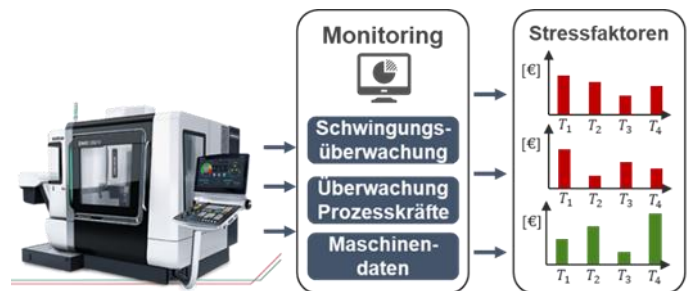 Monitoring
Schwingungs-
überwachung
Überwachung
Prozesskräfte
Maschinen-
daten
Stressfaktoren
[€]
T1 T2 T3 T4
[€]
T1 T2 T3 T4
[€]
T1 T2 T3 T4